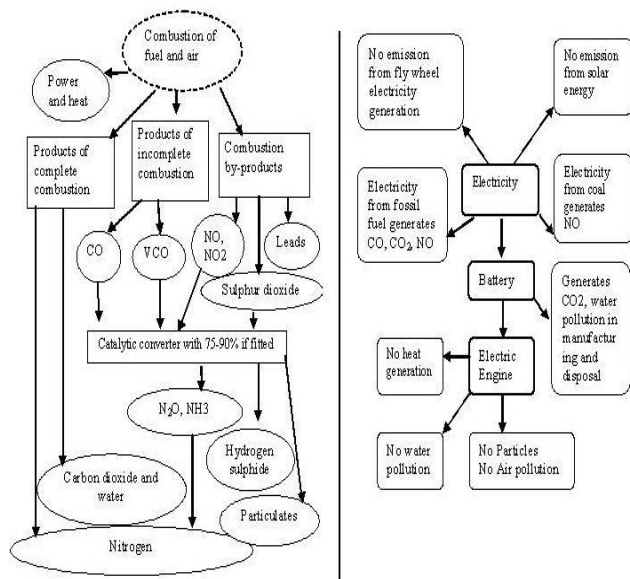 Combustion of
fuel and air
Power
and heat
Products of
complete
combustion
Products of
incomplete
combustion
Combustion
by-products
CO
VCO
NO,
NO2
Leads
Sulphur dioxide
Catalytic converter with 75-90% if fitted
N₂O, NH3
Hydrogen
sulphide
Carbon dioxide and
water
Particulates
Nitrogen
No emission
from fly wheel
electricity
generation
No emission
from solar
energy
Electricity
Electricity
from fossil
fuel generates
CO, CO₂, NO
Electricity
from coal
generates
NO
Battery
Generates
CO2, water
pollution in
manufactur
ing and
disposal
No heat
generation
Electric
Engine
No water
pollution
No Particles
No Air pollution